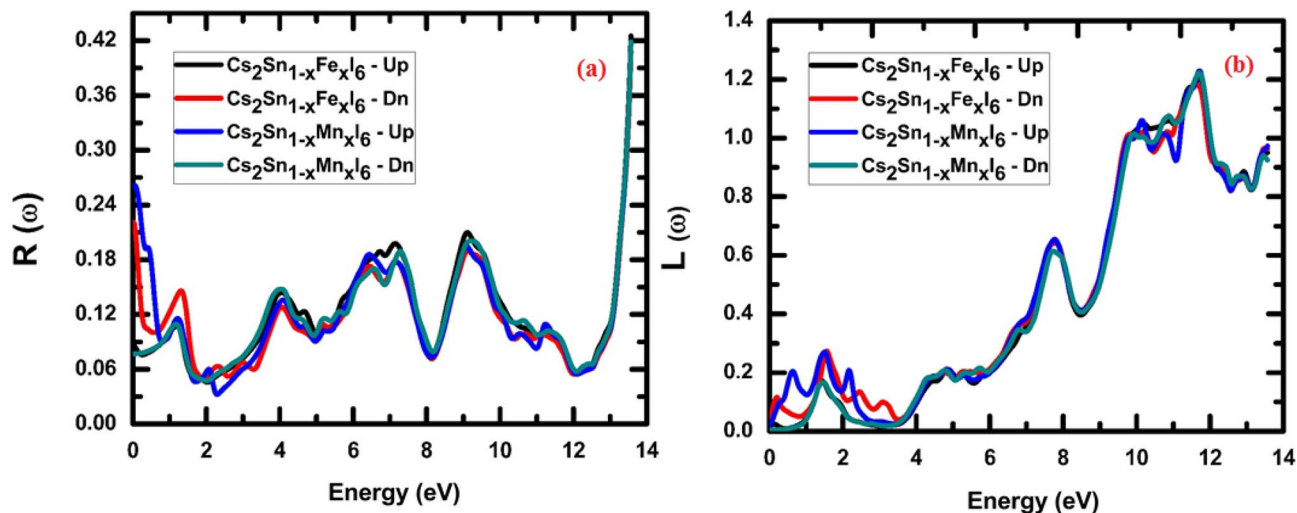 R (ω)
0.42
0.36
0.30
0.24
0.18
0.12
0.06
0.00
Cs2Sn1-xFexI6 - Up
Cs2Sn1-xFexI6 - Dn
Cs2Sn1-xMnxI6 - Up
Cs2Sn1-xMnxI6 - Dn
(a)
0 2 4 6 8 10 12 14
Energy (eV)
L (ω)
1.4
1.2
1.0
0.8
0.6
0.4
0.2
0.0
Cs2Sn1-xFexI6 - Up
Cs2Sn1-xFexI6 - Dn
Cs2Sn1-xMnxI6 - Up
Cs2Sn1-xMnxI6 - Dn
(b)
0 2 4 6 8 10 12 14
Energy (eV)